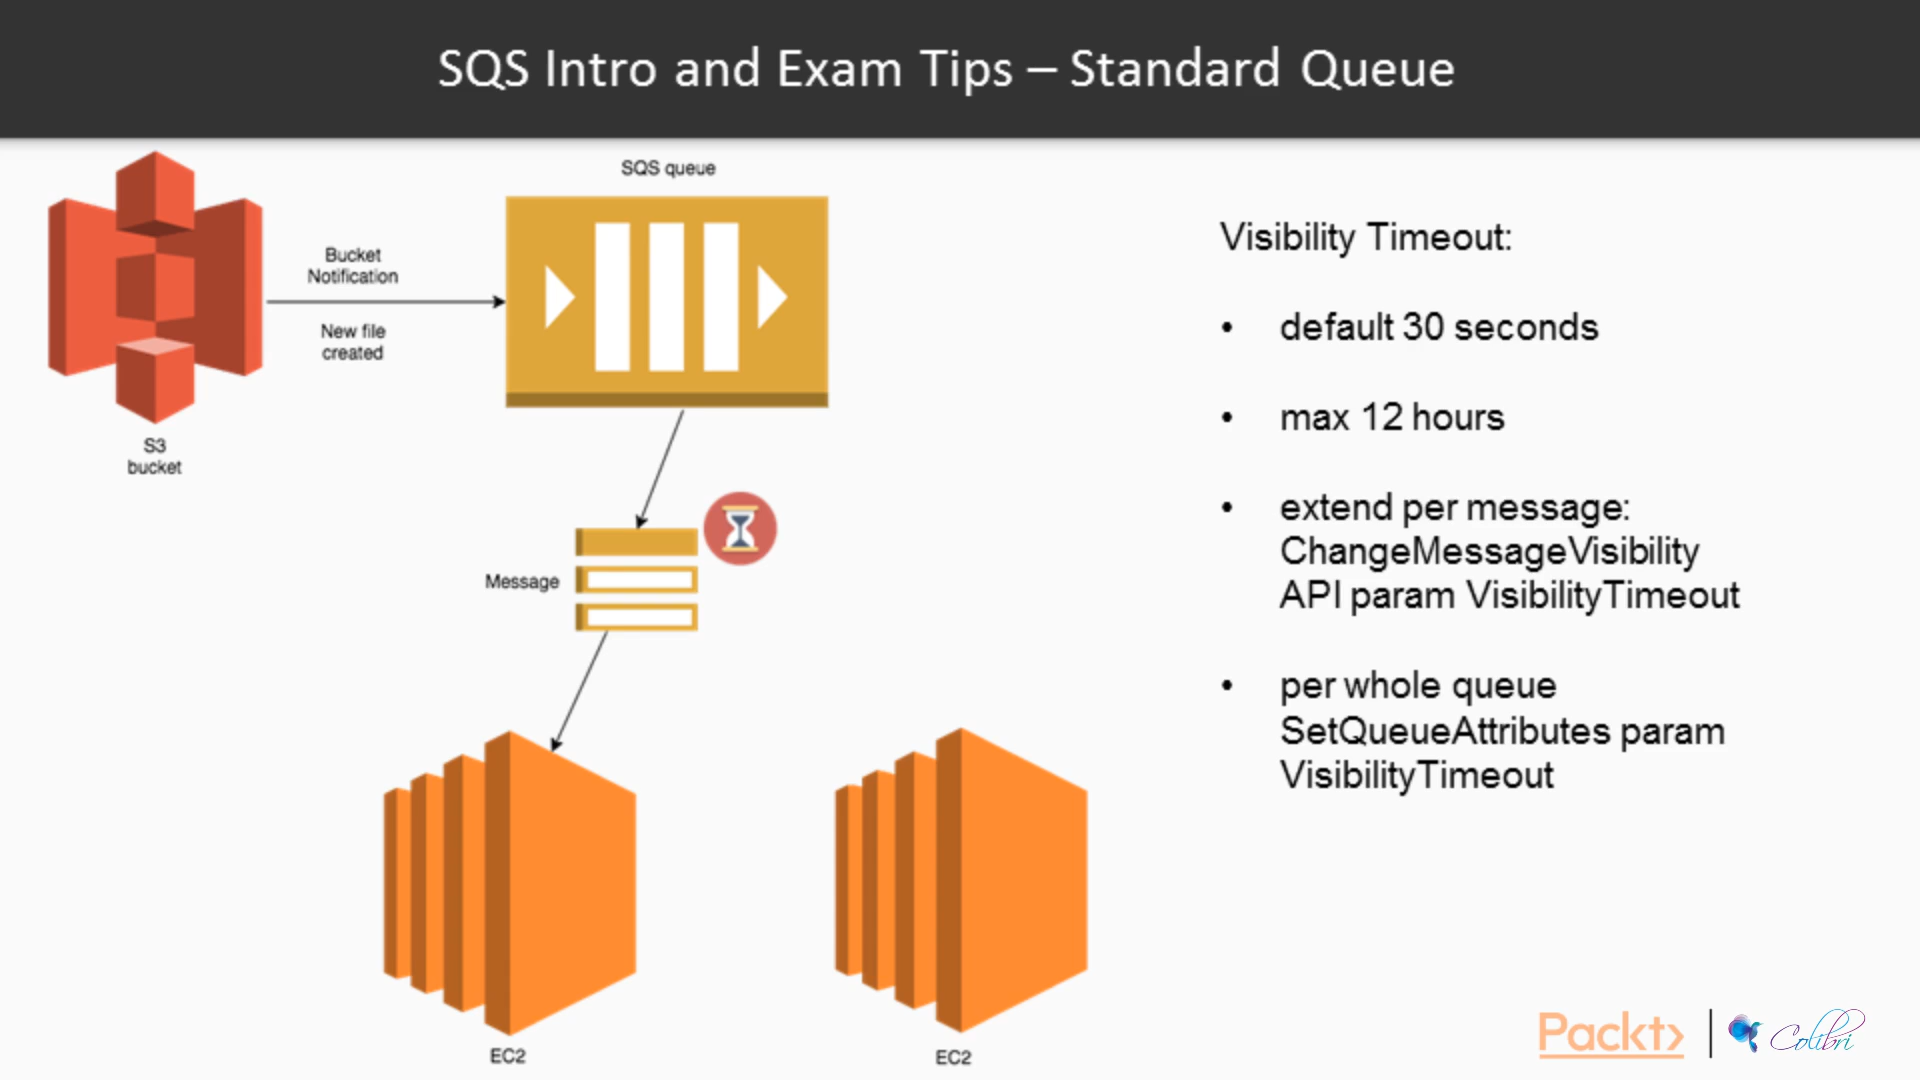 SQS Intro and Exam Tips – Standard Queue
SQS queue
Bucket
Notification
New file
created
S3
bucket
Message
EC2
EC2
Visibility Timeout:
• default 30 seconds
• max 12 hours
• extend per message:
ChangeMessageVisibility
API param VisibilityTimeout
• per whole queue
SetQueueAttributes param
VisibilityTimeout
Packt>
Colibri